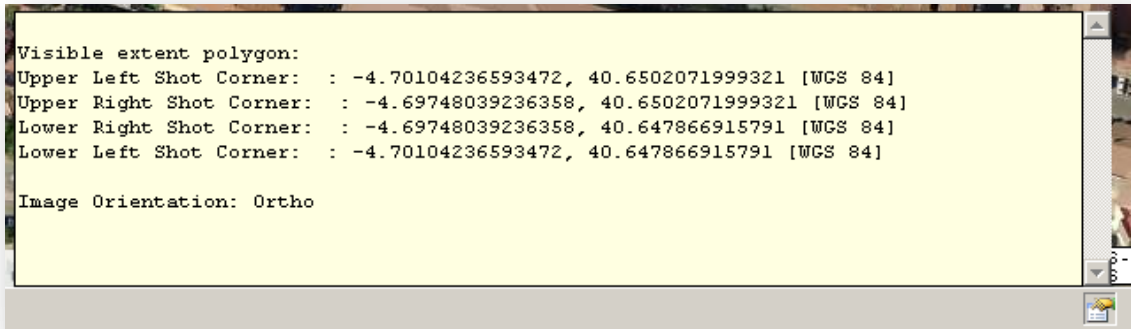 Visible extent polygon:
Upper Left Shot Corner:  : -4.70104236593472, 40.6502071999321 [WGS 84]
Upper Right Shot Corner:  : -4.69748039236358, 40.6502071999321 [WGS 84]
Lower Right Shot Corner:  : -4.69748039236358, 40.647866915791 [WGS 84]
Lower Left Shot Corner:  : -4.70104236593472, 40.647866915791 [WGS 84]
Image Orientation: Ortho